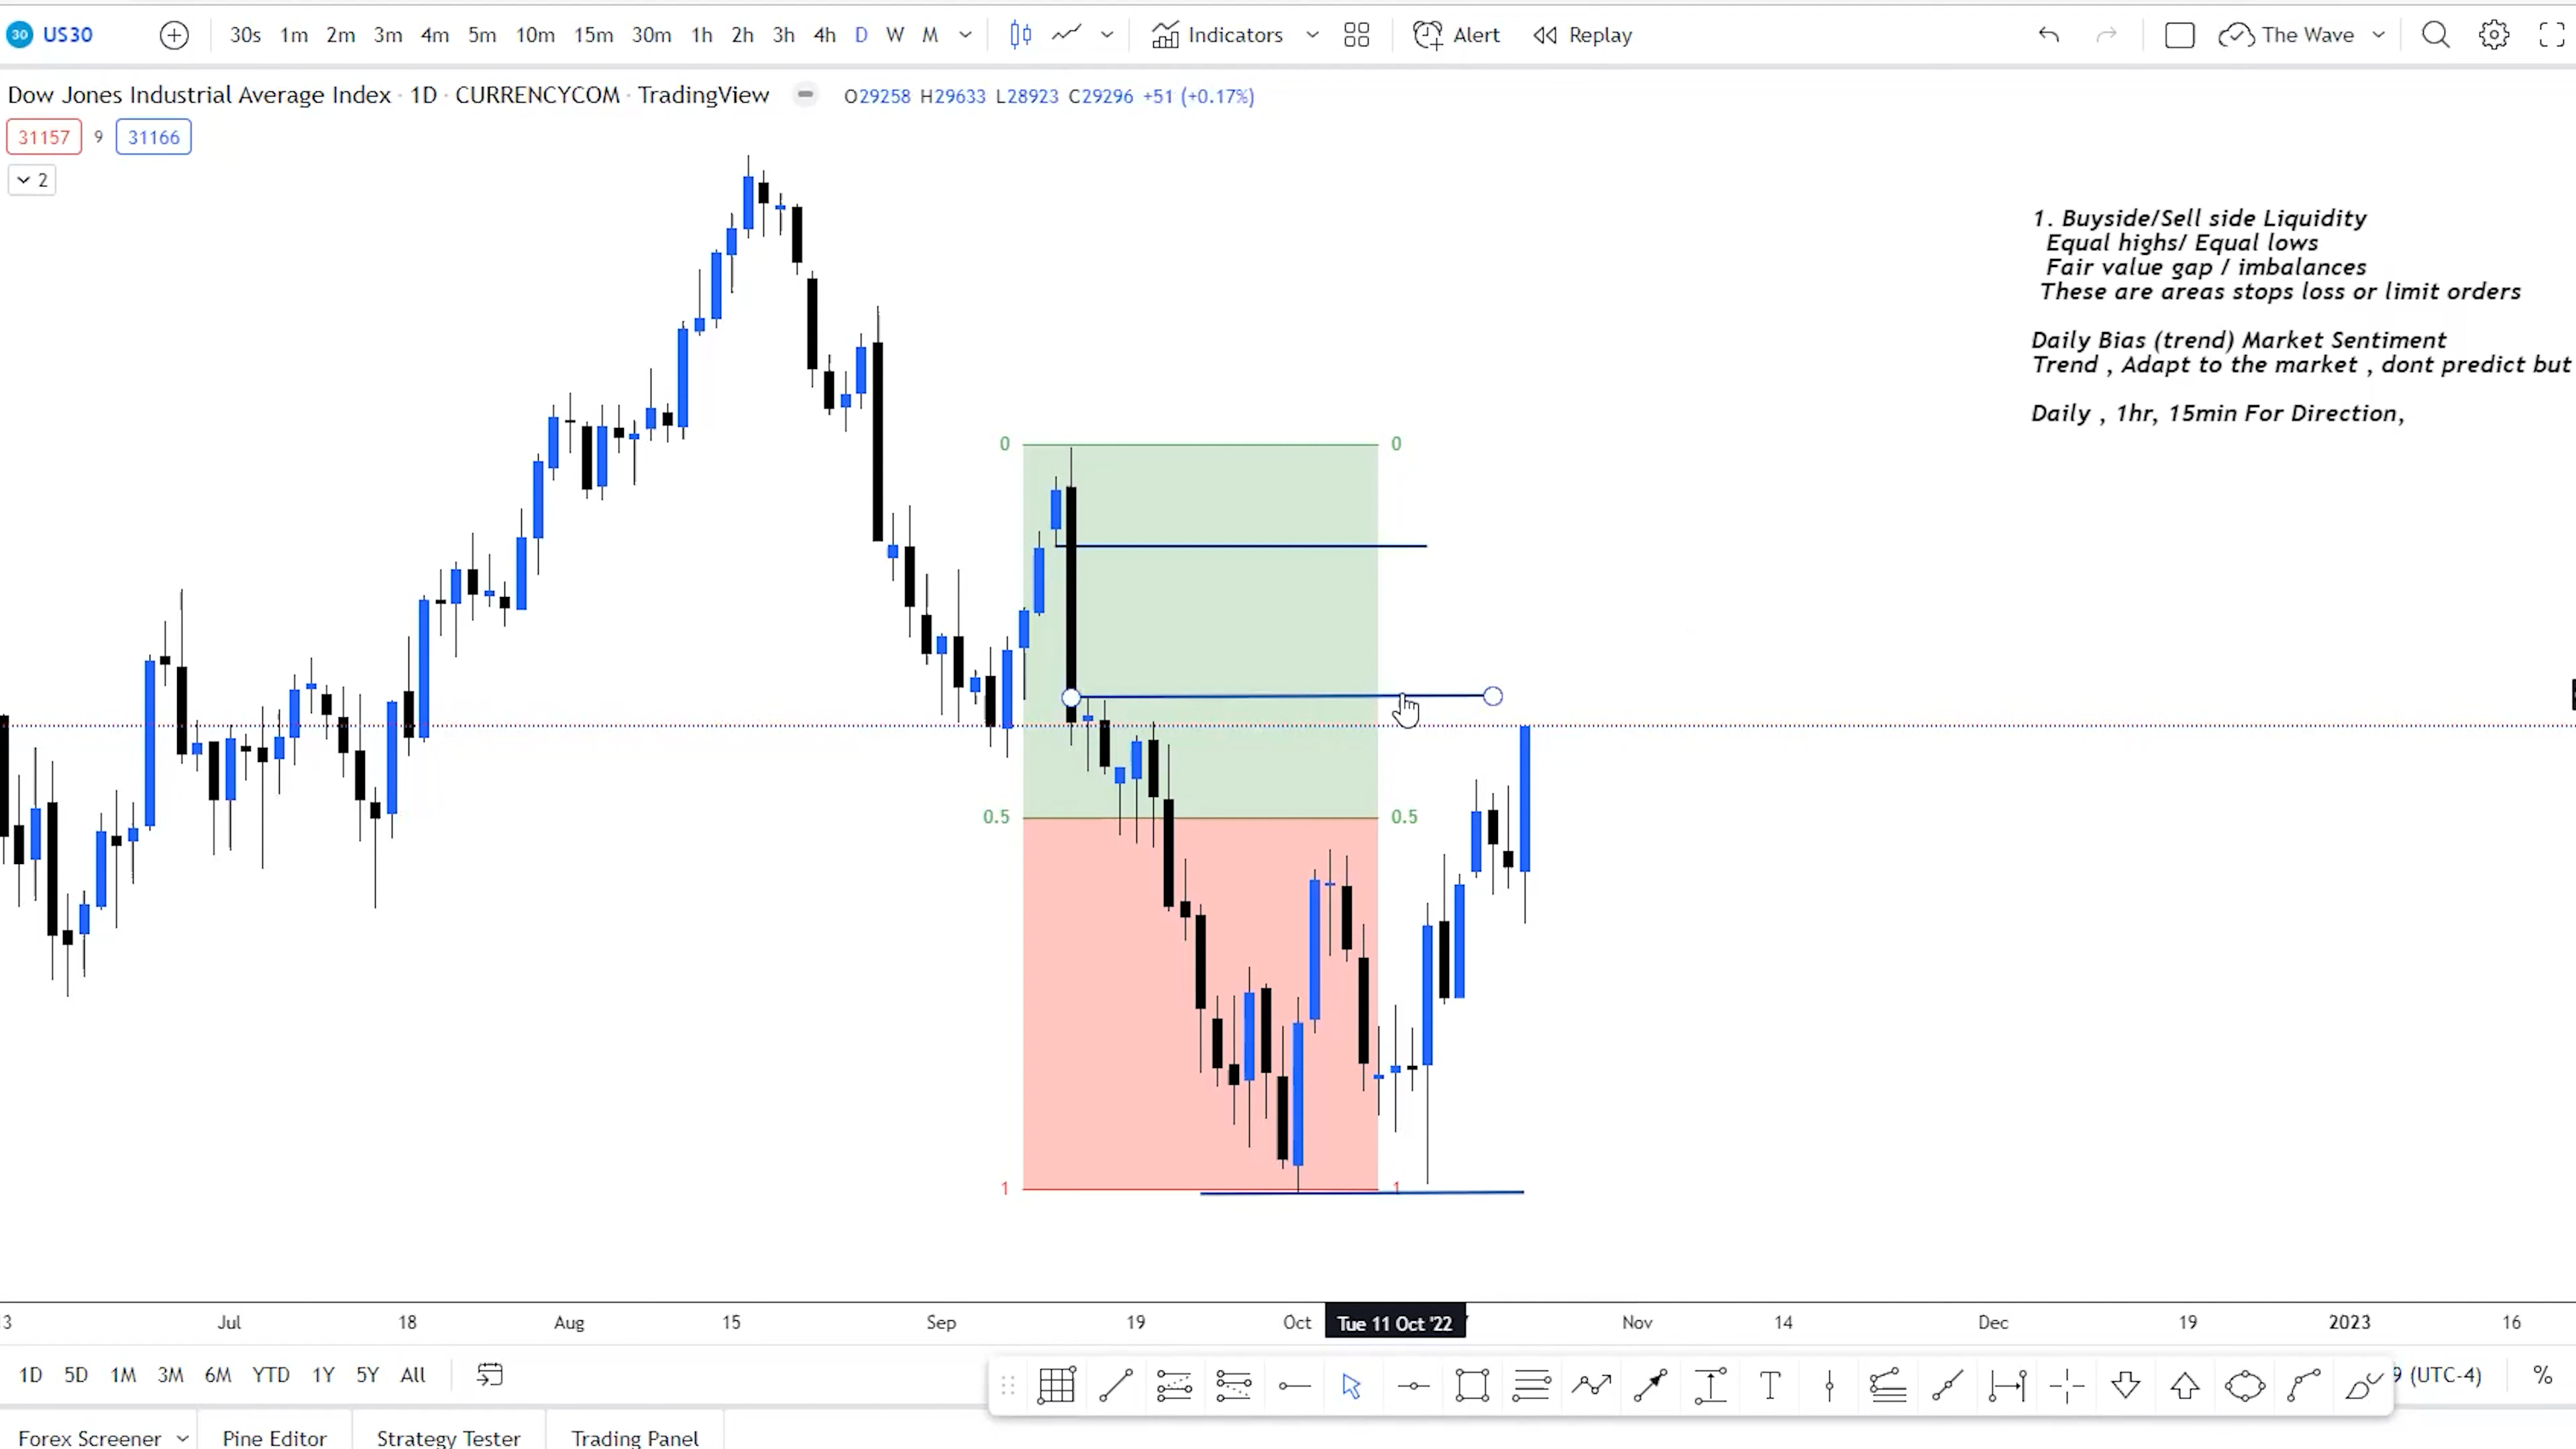 30 US30 30s 1m 2m 3m 4m 5m 10m 15m 30m 1h 2h 3h 4h D W M Indicators Alert Replay The Wave
Dow Jones Industrial Average Index · 1D · CURRENCYCOM · TradingView O29258 H29633 L28923 C29296 +51 (+0.17%)
31157 9 31166
2
1. Buyside/Sell side Liquidity
Equal highs/ Equal lows
Fair value gap / imbalances
These are areas stops loss or limit orders
Daily Bias (trend) Market Sentiment
Trend , Adapt to the market , dont predict but
Daily , 1hr, 15min For Direction,
0 0
0.5 0.5
1 1
3 Jul 18 Aug 15 Sep 19 Oct Tue 11 Oct '22 Nov 14 Dec 19 2023 16
1D 5D 1M 3M 6M YTD 1Y 5Y All 9 (UTC-4) %
Forex Screener Pine Editor Strategy Tester Trading Panel